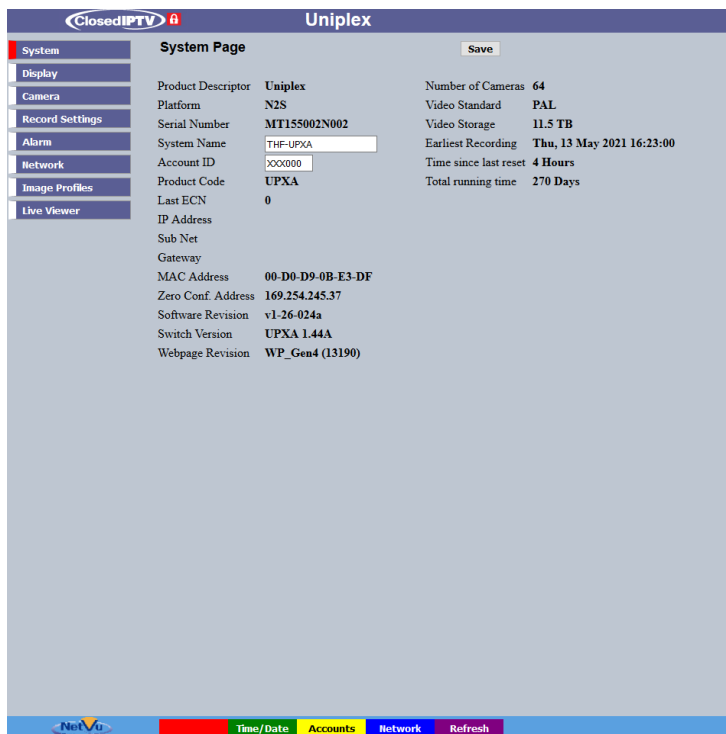 ClosedIPTV Uniplex
System
Display
Camera
Record Settings
Alarm
Network
Image Profiles
Live Viewer
System Page Save
Product Descriptor Uniplex
Platform N2S
Serial Number MT155002N002
System Name THF-UPXA
Account ID XXX000
Product Code UPXA
Last ECN 0
IP Address
Sub Net
Gateway
MAC Address 00-D0-D9-0B-E3-DF
Zero Conf. Address 169.254.245.37
Software Revision v1-26-024a
Switch Version UPXA 1.44A
Webpage Revision WP_Gen4 (13190)
Number of Cameras 64
Video Standard PAL
Video Storage 11.5 TB
Earliest Recording Thu, 13 May 2021 16:23:00
Time since last reset 4 Hours
Total running time 270 Days
NetVu Time/Date Accounts Network Refresh